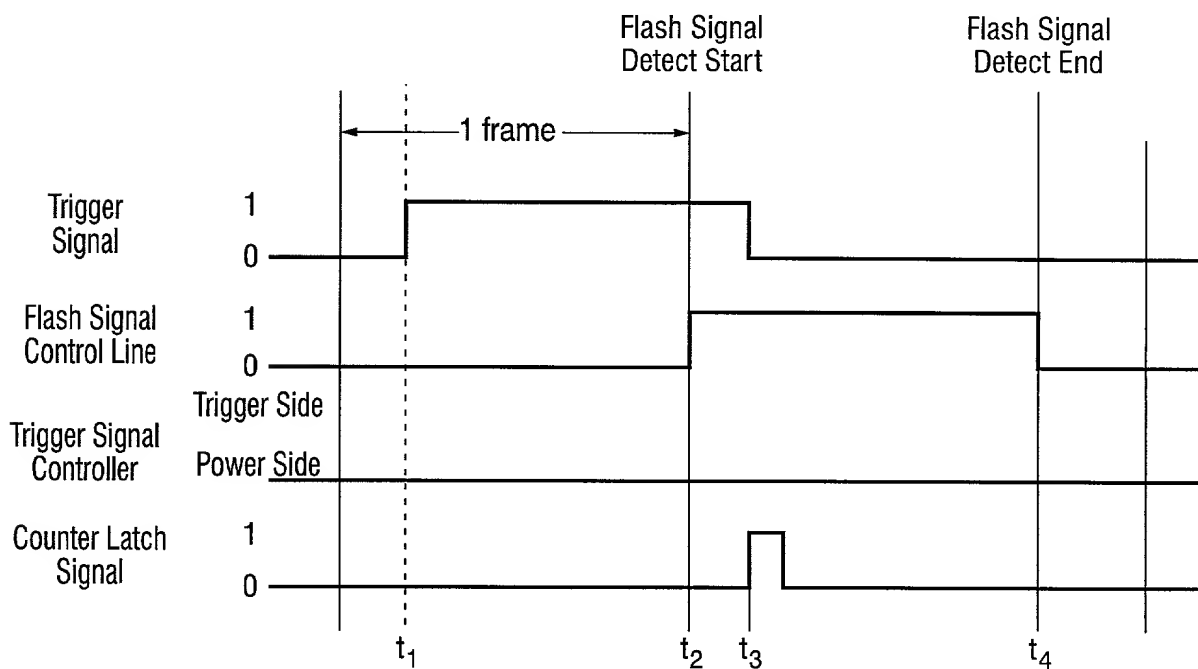 Flash Signal
Detect Start
Flash Signal
Detect End
1 frame
Trigger
Signal
1
0
Flash Signal
Control Line
1
0
Trigger Signal
Controller
Trigger Side
Power Side
Counter Latch
Signal
1
0
t1
t2
t3
t4